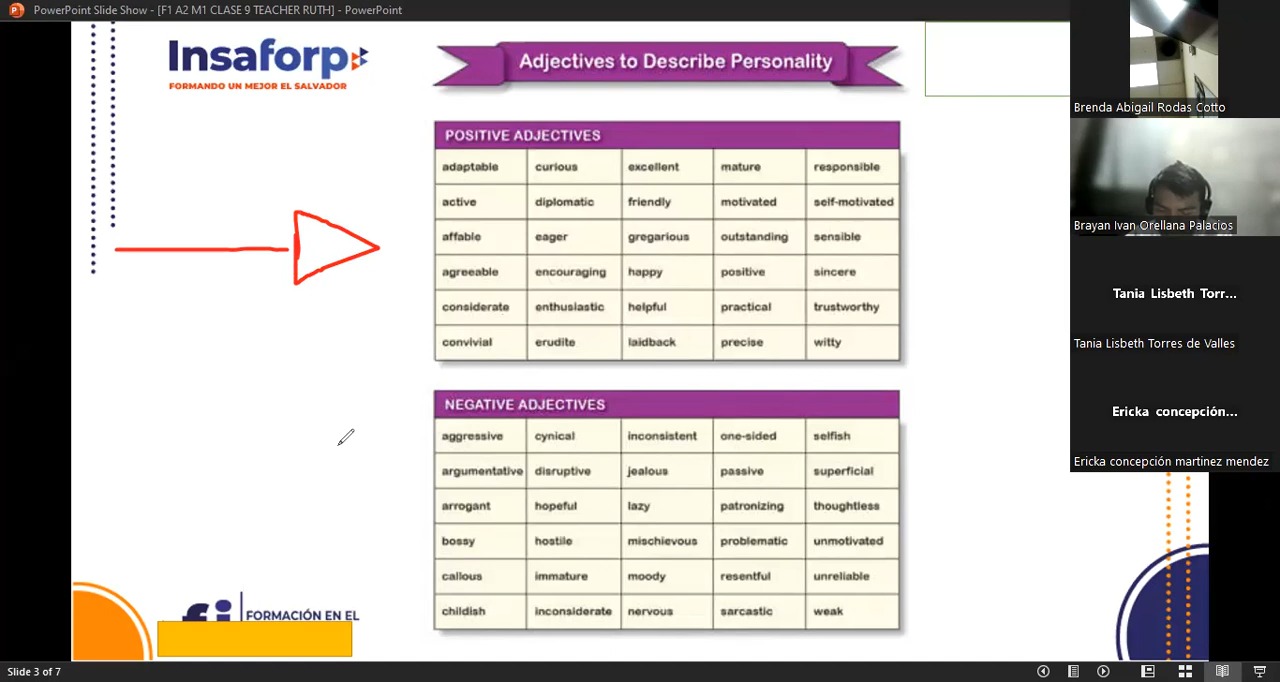 PowerPoint Slide Show - [F1 A2 M1 CLASE 9 TEACHER RUTH] - PowerPoint
Insaforp
FORMANDO UN MEJOR EL SALVADOR
Adjectives to Describe Personality
POSITIVE ADJECTIVES
adaptable curious excellent mature responsible
active diplomatic friendly motivated self-motivated
affable eager gregarious outstanding sensible
agreeable encouraging happy positive sincere
considerate enthusiastic helpful practical trustworthy
convivial erudite laidback precise witty
NEGATIVE ADJECTIVES
aggressive cynical inconsistent one-sided selfish
argumentative disruptive jealous passive superficial
arrogant hopeful lazy patronizing thoughtless
bossy hostile mischievous problematic unmotivated
callous immature moody resentful unreliable
childish inconsiderate nervous sarcastic weak
FORMACIÓN EN EL
Brenda Abigail Rodas Cotto
Brayan Ivan Orellana Palacios
Tania Lisbeth Torr...
Tania Lisbeth Torres de Valles
Ericka concepción...
Ericka concepción martinez mendez
Slide 3 of 7